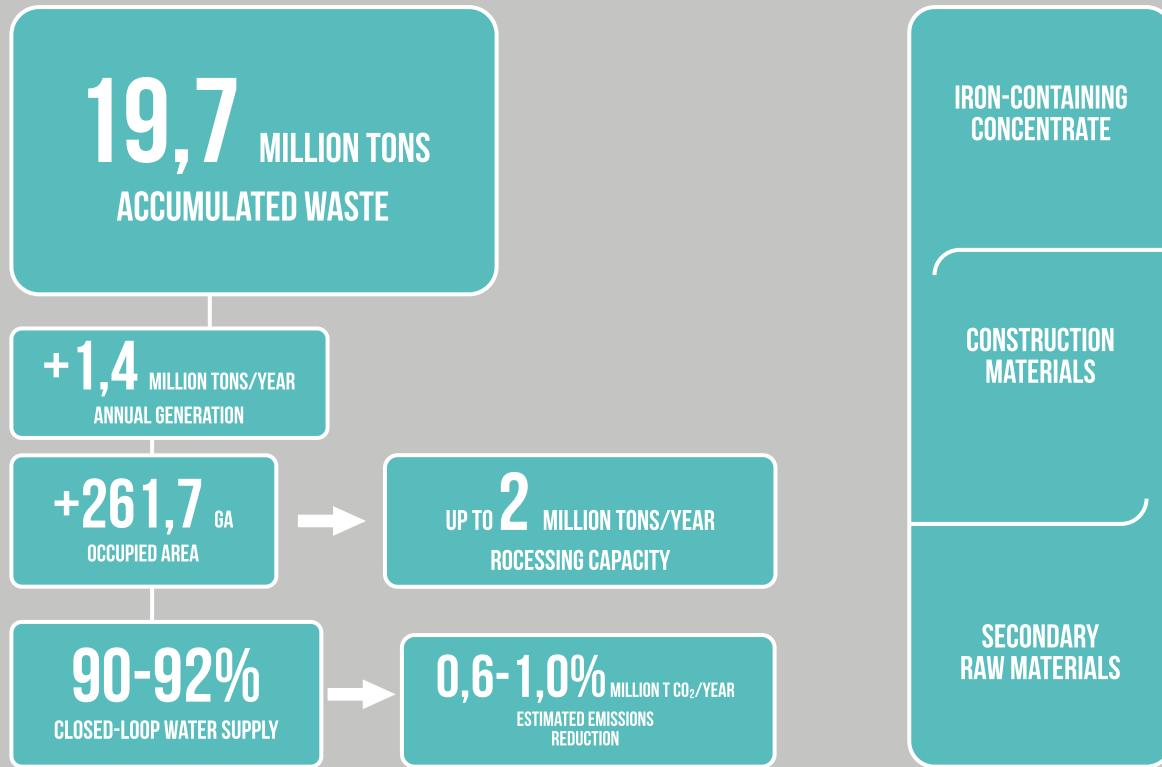 19,7 MILLION TONS
ACCUMULATED WASTE
+1,4 MILLION TONS/YEAR
ANNUAL GENERATION
+261,7 GA
OCCUPIED AREA
UP TO 2 MILLION TONS/YEAR
ROCESSING CAPACITY
90-92%
CLOSED-LOOP WATER SUPPLY
0,6-1,0% MILLION T CO₂/YEAR
ESTIMATED EMISSIONS
REDUCTION
IRON-CONTAINING
CONCENTRATE
CONSTRUCTION
MATERIALS
SECONDARY
RAW MATERIALS